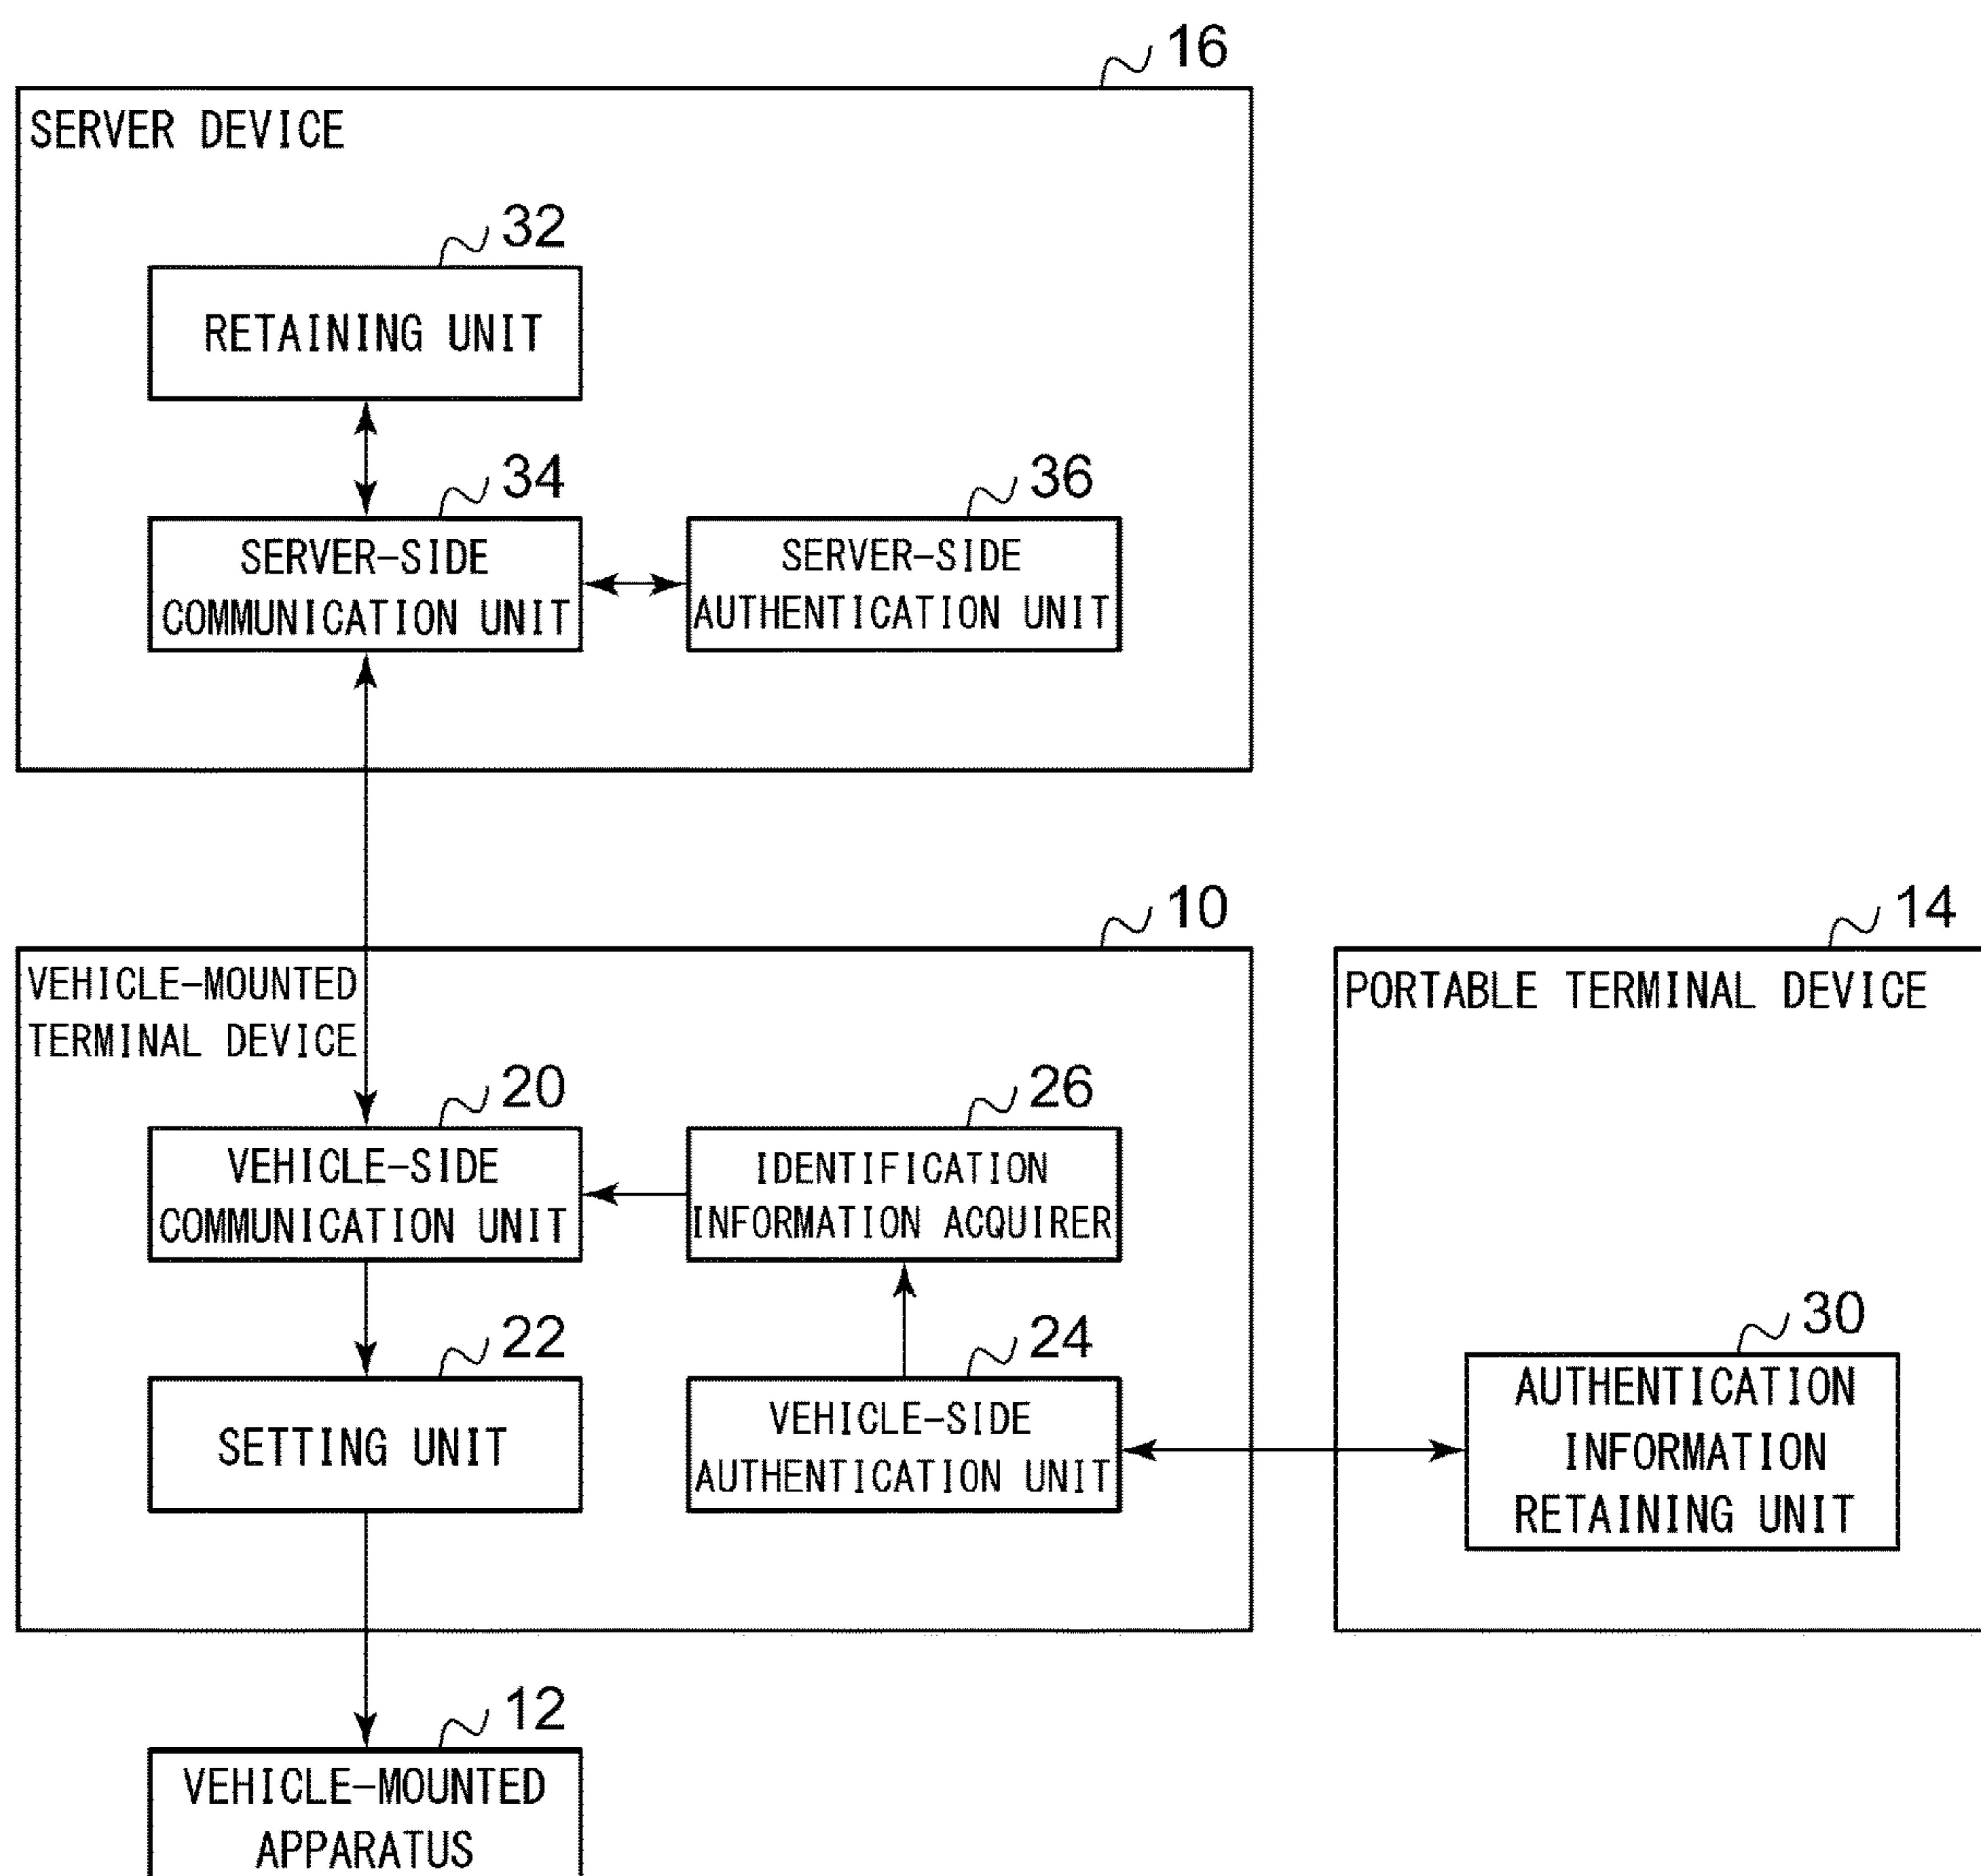 16
SERVER DEVICE
32
RETAINING UNIT
34
SERVER-SIDE
COMMUNICATION UNIT
36
SERVER-SIDE
AUTHENTICATION UNIT
10
VEHICLE-MOUNTED
TERMINAL DEVICE
20
VEHICLE-SIDE
COMMUNICATION UNIT
26
IDENTIFICATION
INFORMATION ACQUIRER
22
SETTING UNIT
24
VEHICLE-SIDE
AUTHENTICATION UNIT
14
PORTABLE TERMINAL DEVICE
30
AUTHENTICATION
INFORMATION
RETAINING UNIT
12
VEHICLE-MOUNTED
APPARATUS